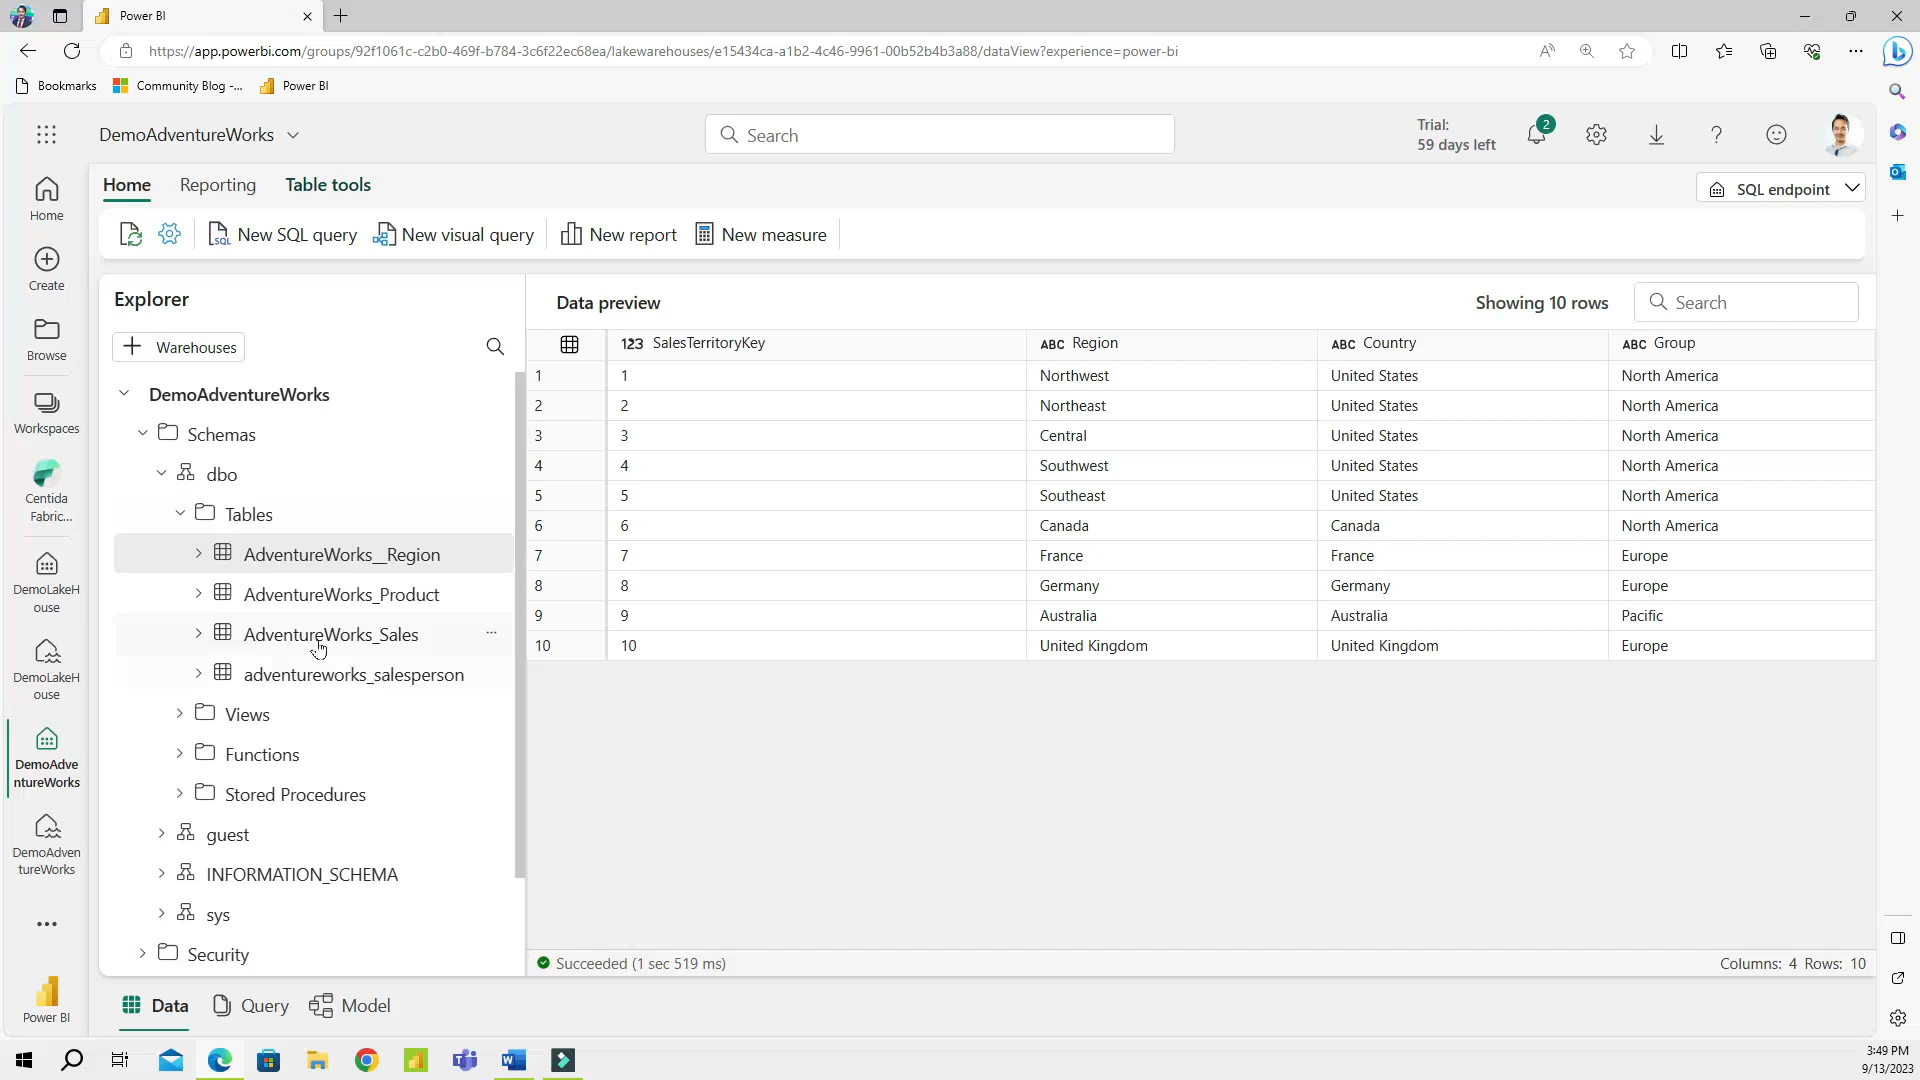 Power BI
https://app.powerbi.com/groups/92f1061c-c2b0-469f-b784-3c6f22ec68ea/lakewarehouses/e15434ca-a1b2-4c46-9961-00b52b4b3a88/dataView?experience=power-bi
Bookmarks Community Blog -... Power BI
DemoAdventureWorks
Search
Trial:
59 days left
2
Home Reporting Table tools
SQL endpoint
New SQL query New visual query New report New measure
Home
Create
Browse
Workspaces
Centida
Fabric...
DemoLakeH
ouse
DemoLakeH
ouse
DemoAdve
ntureWorks
DemoAdven
tureWorks
Power BI
Explorer
Warehouses
DemoAdventureWorks
Schemas
dbo
Tables
AdventureWorks__Region
AdventureWorks_Product
AdventureWorks_Sales
adventureworks_salesperson
Views
Functions
Stored Procedures
guest
INFORMATION_SCHEMA
sys
Security
Data preview
Showing 10 rows
Search
123 SalesTerritoryKey ABC Region ABC Country ABC Group
1 1 Northwest United States North America
2 2 Northeast United States North America
3 3 Central United States North America
4 4 Southwest United States North America
5 5 Southeast United States North America
6 6 Canada Canada North America
7 7 France France Europe
8 8 Germany Germany Europe
9 9 Australia Australia Pacific
10 10 United Kingdom United Kingdom Europe
Succeeded (1 sec 519 ms)
Columns: 4 Rows: 10
Data Query Model
3:49 PM
9/13/2023